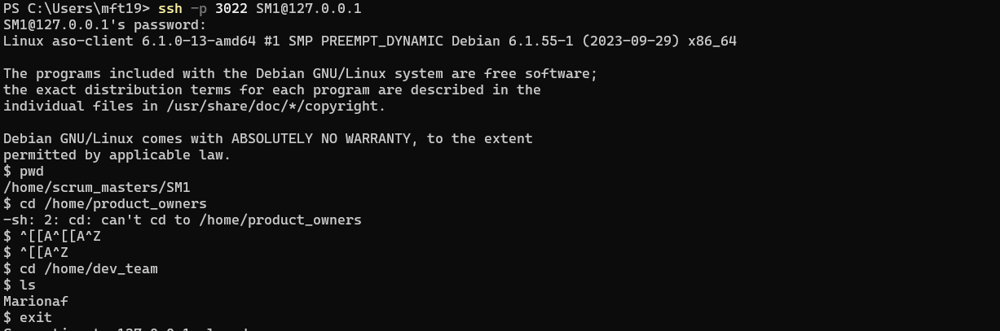 PS C:\Users\mft19> ssh -p 3022 SM1@127.0.0.1
SM1@127.0.0.1's password:
Linux aso-client 6.1.0-13-amd64 #1 SMP PREEMPT_DYNAMIC Debian 6.1.55-1 (2023-09-29) x86_64

The programs included with the Debian GNU/Linux system are free software;
the exact distribution terms for each program are described in the
individual files in /usr/share/doc/*/copyright.

Debian GNU/Linux comes with ABSOLUTELY NO WARRANTY, to the extent
permitted by applicable law.
$ pwd
/home/scrum_masters/SM1
$ cd /home/product_owners
-sh: 2: cd: can't cd to /home/product_owners
$ ^[[A^[[A^Z
$ ^[[A^Z
$ cd /home/dev_team
$ ls
Marionaf
$ exit